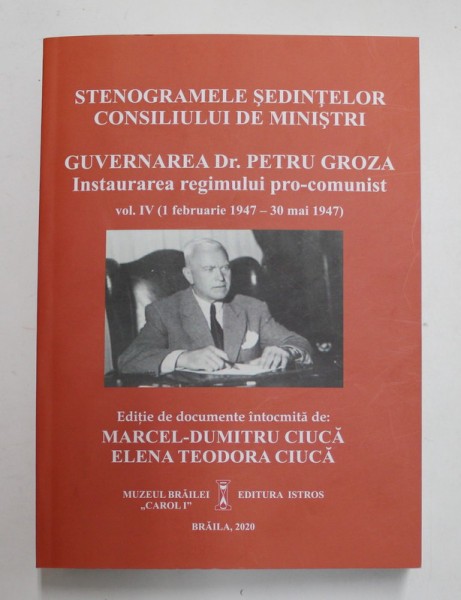 STENOGRAMELE ŞEDINŢELOR
CONSILIULUI DE MINIŞTRI
GUVERNAREA Dr. PETRU GROZA
Instaurarea regimului pro-comunist
vol. IV (1 februarie 1947 – 30 mai 1947)
Ediţie de documente întocmită de:
MARCEL-DUMITRU CIUCĂ
ELENA TEODORA CIUCĂ
MUZEUL BRĂILEI
„CAROL I”
EDITURA ISTROS
BRĂILA, 2020